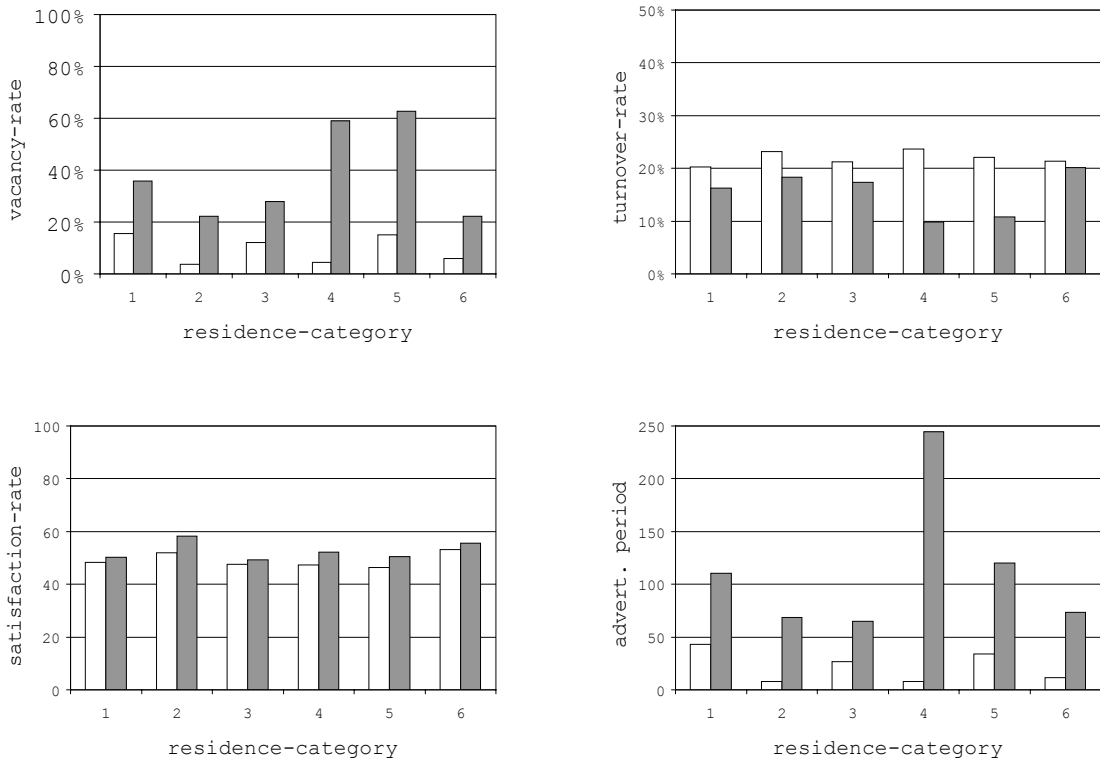 100%
80%
60%
40%
20%
0%
vacancy-rate
1 2 3 4 5 6
residence-category
50%
40%
30%
20%
10%
0%
turnover-rate
1 2 3 4 5 6
residence-category
100
80
60
40
20
0
satisfaction-rate
1 2 3 4 5 6
residence-category
250
200
150
100
50
0
advert. period
1 2 3 4 5 6
residence-category